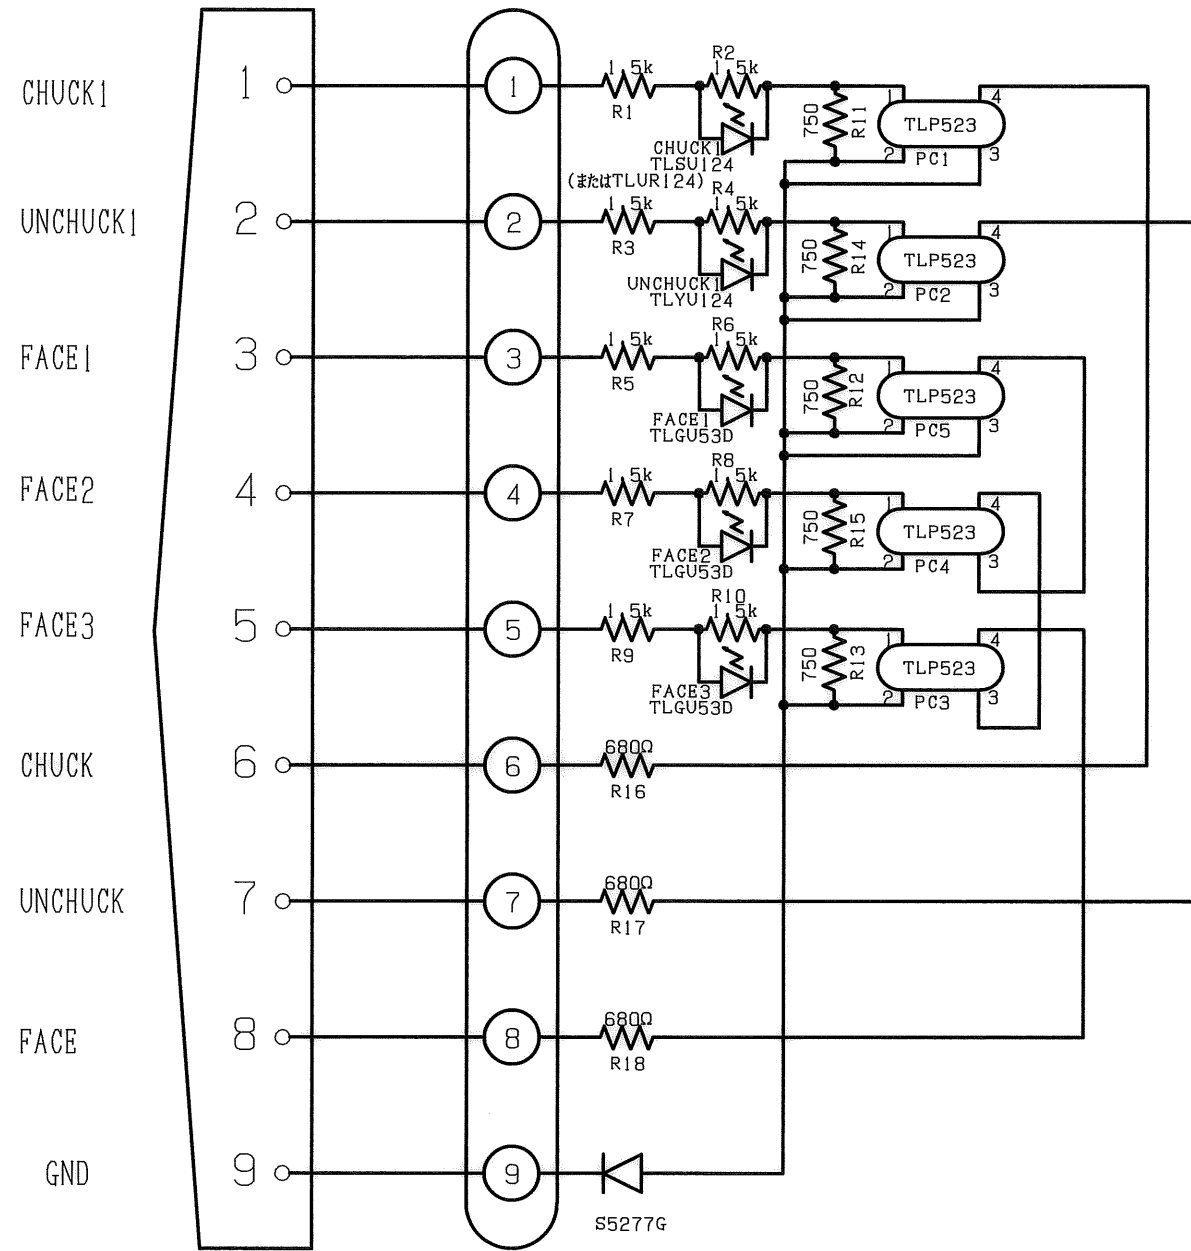 CHUCK1 1 1 1.5k R1 R2 1.5k 750 R11 1 4 TLP523 2 3 PC1
CHUCK1
TLSU124
(またはTLUR124)
UNCHUCK1 2 2 1.5k R3 R4 1.5k 750 R14 1 4 TLP523 2 3 PC2
UNCHUCK1
TLYU124
FACE1 3 3 1.5k R5 R6 1.5k 750 R12 1 4 TLP523 2 3 PC5
FACE1
TLGU53D
FACE2 4 4 1.5k R7 R8 1.5k 750 R15 1 4 TLP523 2 3 PC4
FACE2
TLGU53D
FACE3 5 5 1.5k R9 R10 1.5k 750 R13 1 4 TLP523 2 3 PC3
FACE3
TLGU53D
CHUCK 6 6 680Ω
R16
UNCHUCK 7 7 680Ω
R17
FACE 8 8 680Ω
R18
GND 9 9
S5277G